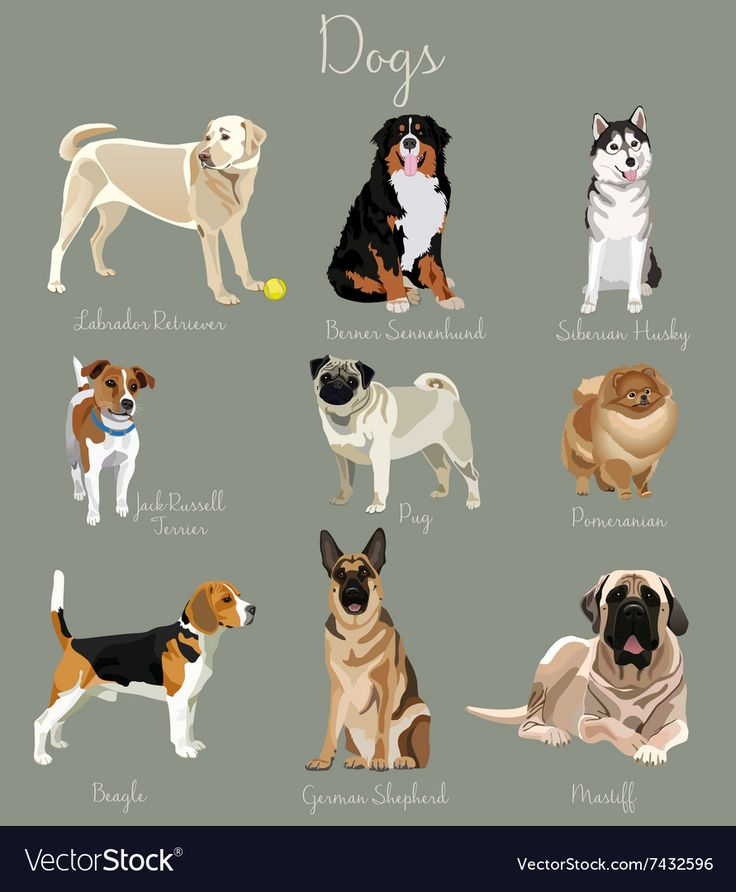 Dogs
Labrador Retriever
Berner Sennenhund
Siberian Husky
Jack-Russell
Terrier
Pug
Pomeranian
Beagle
German Shepherd
Mastiff
VectorStock®
VectorStock.com/7432596